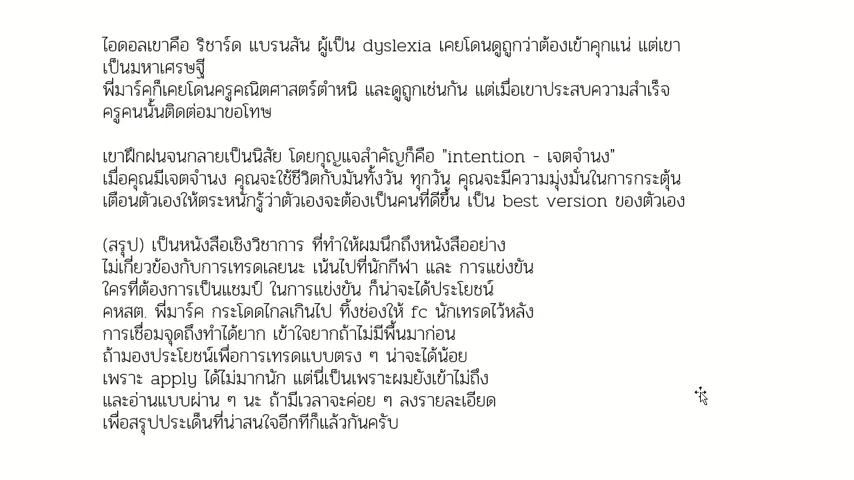 ไอดอลเขาคือ ริชาร์ด แบรนสัน ผู้เป็น dyslexia เคยโดนดูถูกว่าต้องเข้าคุกแน่ แต่เขา
เป็นมหาเศรษฐี
พี่มาร์คก็เคยโดนครูคณิตศาสตร์ตำหนิ และดูถูกเช่นกัน แต่เมื่อเขาประสบความสำเร็จ
ครูคนนั้นติดต่อมาขอโทษ
เขาฝึกฝนจนกลายเป็นนิสัย โดยกุญแจสำคัญก็คือ "intention - เจตจำนง"
เมื่อคุณมีเจตจำนง คุณจะใช้ชีวิตกับมันทั้งวัน ทุกวัน คุณจะมีความมุ่งมั่นในการกระตุ้น
เตือนตัวเองให้ตระหนักรู้ว่าตัวเองจะต้องเป็นคนที่ดีขึ้น เป็น best version ของตัวเอง
(สรุป) เป็นหนังสือเชิงวิชาการ ที่ทำให้ผมนึกถึงหนังสืออย่าง
ไม่เกี่ยวข้องกับการเทรดเลยนะ เน้นไปที่นักกีฬา และ การแข่งขัน
ใครที่ต้องการเป็นแชมป์ ในการแข่งขัน ก็น่าจะได้ประโยชน์
คหสต. พี่มาร์ค กระโดดไกลเกินไป ทิ้งช่องให้ fc นักเทรดไว้หลัง
การเชื่อมจุดถึงทำได้ยาก เข้าใจยากถ้าไม่มีพื้นมาก่อน
ถ้ามองประโยชน์เพื่อการเทรดแบบตรง ๆ น่าจะได้น้อย
เพราะ apply ได้ไม่มากนัก แต่นี่เป็นเพราะผมยังเข้าไม่ถึง
และอ่านแบบผ่าน ๆ นะ ถ้ามีเวลาจะค่อย ๆ ลงรายละเอียด
เพื่อสรุปประเด็นที่น่าสนใจอีกทีก็แล้วกันครับ